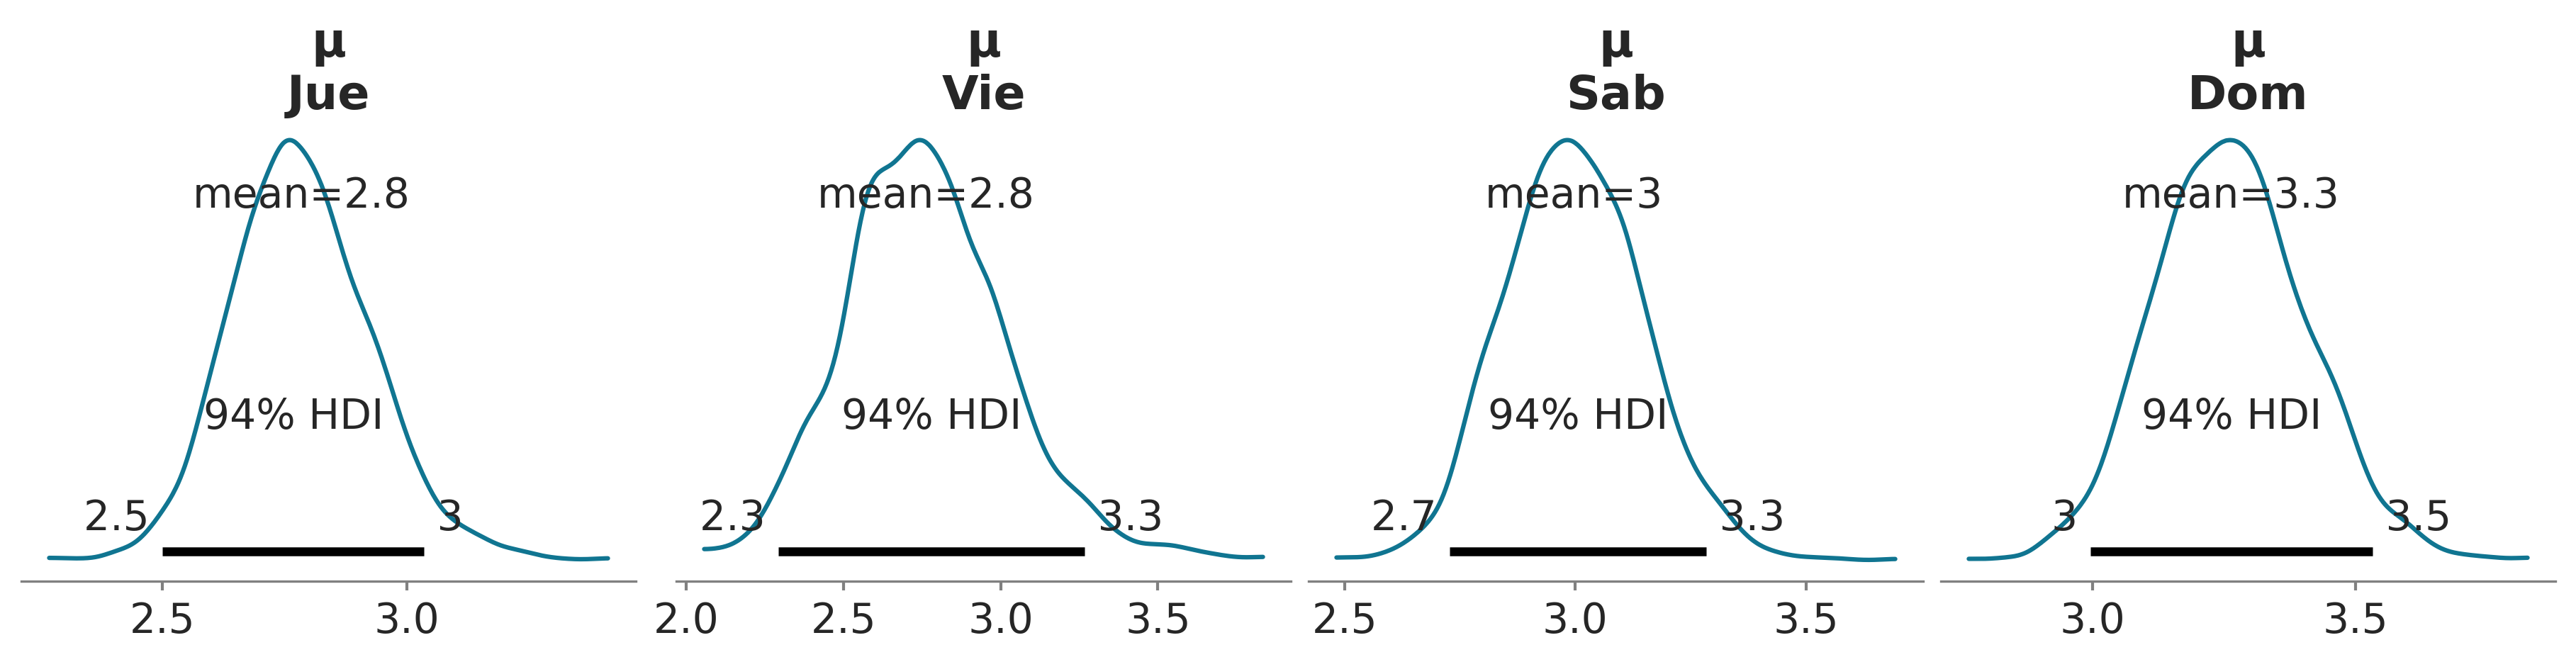 μ
Jue
mean=2.8
94% HDI
2.5
3
2.5
3.0
μ
Vie
mean=2.8
94% HDI
2.3
3.3
2.0
2.5
3.0
3.5
μ
Sab
mean=3
94% HDI
2.7
3.3
2.5
3.0
3.5
μ
Dom
mean=3.3
94% HDI
3
3.5
3.0
3.5